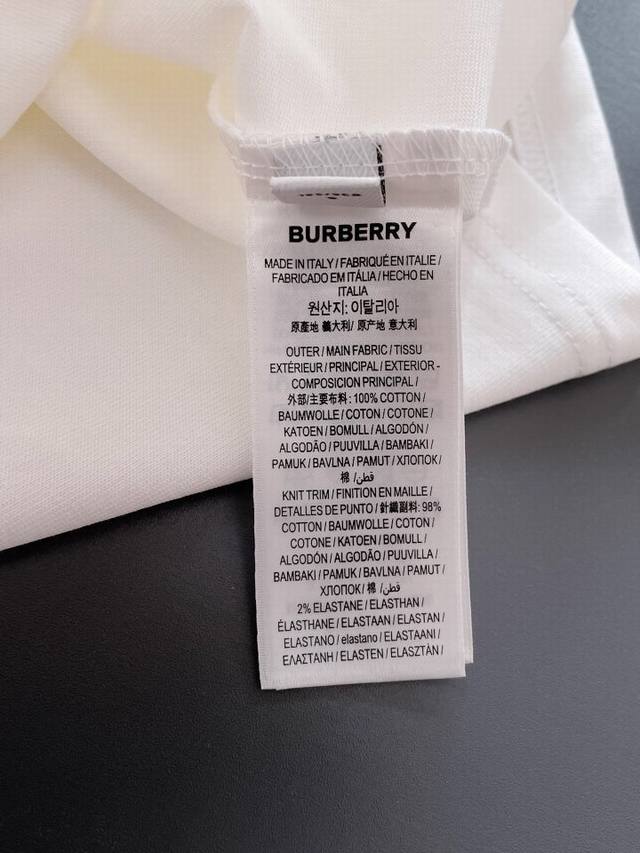 BURBERRY
MADE IN ITALY / FABRIQUÉ EN ITALIE /
FABRICADO EM ITÁLIA / HECHO EN
ITALIA
원산지: 이탈리아
原產地 義大利/ 原产地 意大利
OUTER / MAIN FABRIC / TISSU
EXTÉRIEUR / PRINCIPAL / EXTERIOR -
COMPOSICION PRINCIPAL /
外部/主要布料: 100% COTTON /
BAUMWOLLE / COTON / COTONE /
KATOEN / BOMULL / ALGODÓN /
ALGODÃO / PUUVILLA / BAMBAKI /
PAMUK / BAVLNA / PAMUT / ХЛОПОК /
棉 /قطن
KNIT TRIM / FINITION EN MAILLE /
DETALLES DE PUNTO / 針織副料: 98%
COTTON / BAUMWOLLE / COTON /
COTONE / KATOEN / BOMULL /
ALGODÓN / ALGODÃO / PUUVILLA /
BAMBAKI / PAMUK / BAVLNA / PAMUT /
ХЛОПОК / 棉 /قطن
2% ELASTANE / ELASTHAN /
ÉLASTHANE / ELASTAAN / ELASTAN /
ELASTANO / elastano / ELASTAANI /
ΕΛΑΣΤΑΝΗ / ELASTEN / ELASZTÁN /